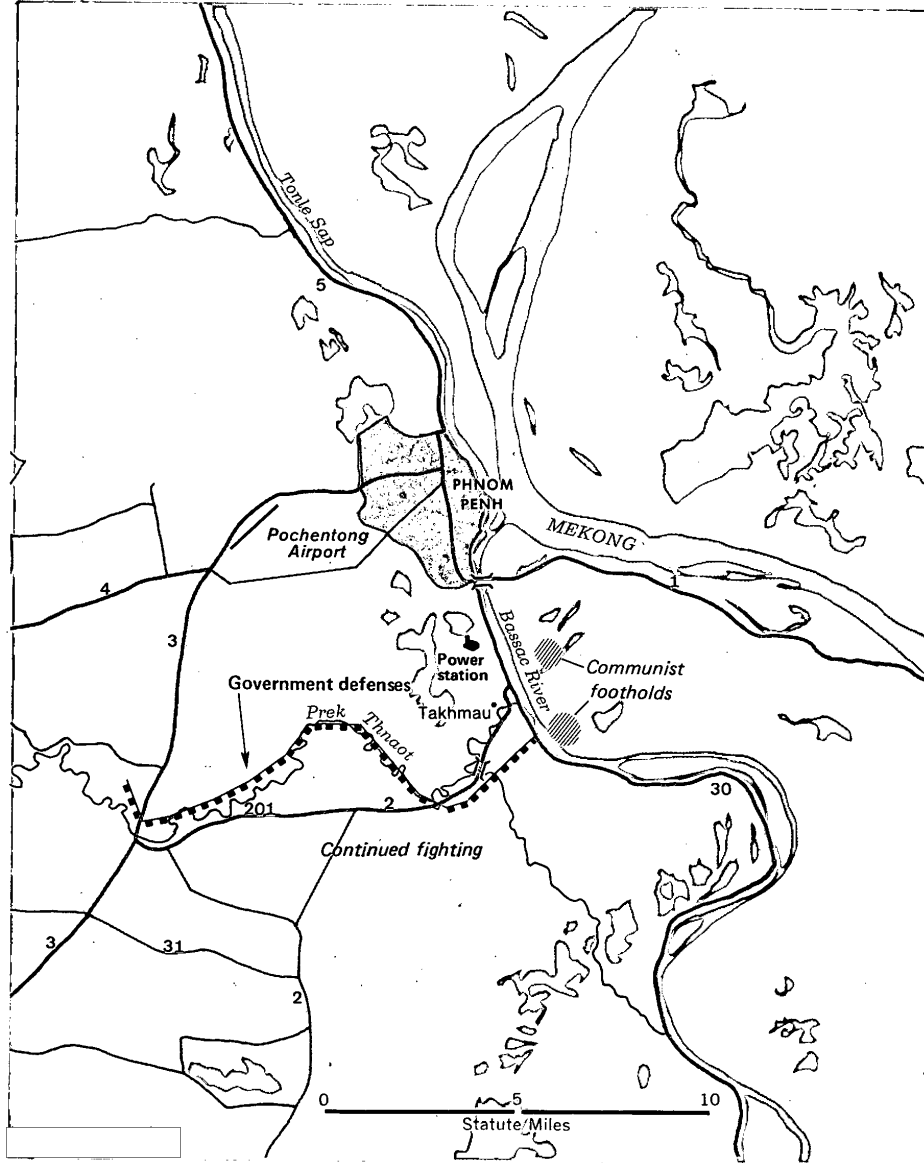 Tonle Sap
5
PHNOM
PENH
MEKONG
Pochentong
Airport
1
4
3
Bassac River
Power
station
Communist
footholds
Government defenses
Takhmau
Prek Thnaot
30
201
2
Continued fighting
3
31
2
0 5 10
Statute Miles